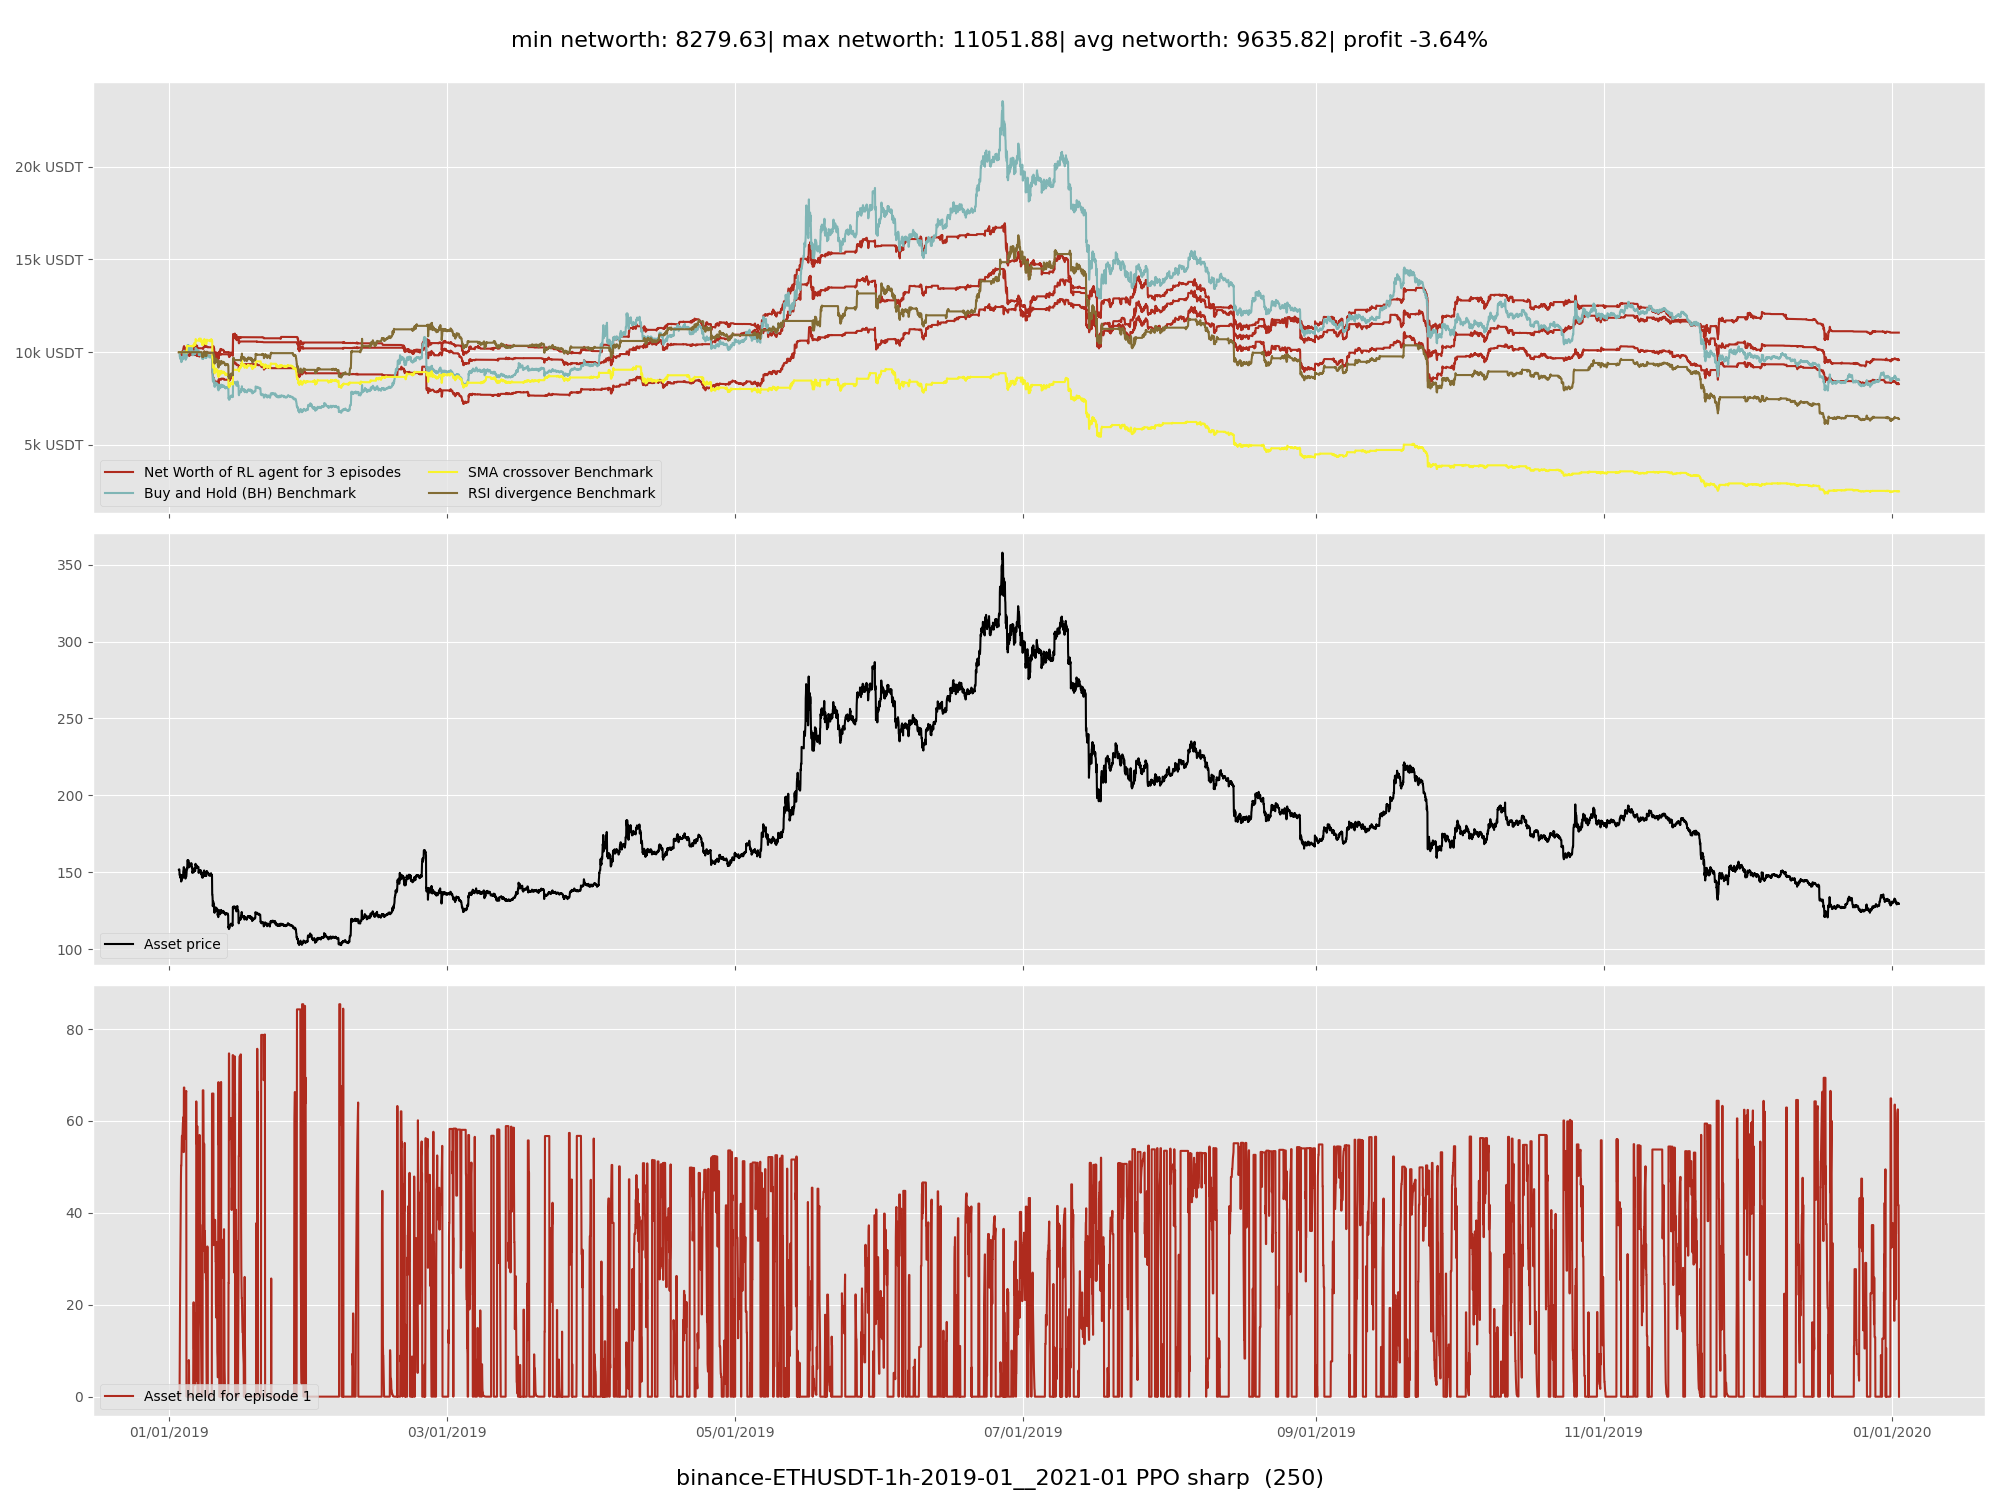 min networth: 8279.63| max networth: 11051.88| avg networth: 9635.82| profit -3.64%
20k USDT
15k USDT
10k USDT
5k USDT
Net Worth of RL agent for 3 episodes
Buy and Hold (BH) Benchmark
SMA crossover Benchmark
RSI divergence Benchmark
350
300
250
200
150
100
Asset price
80
60
40
20
0
Asset held for episode 1
01/01/2019
03/01/2019
05/01/2019
07/01/2019
09/01/2019
11/01/2019
01/01/2020
binance-ETHUSDT-1h-2019-01__2021-01 PPO sharp  (250)